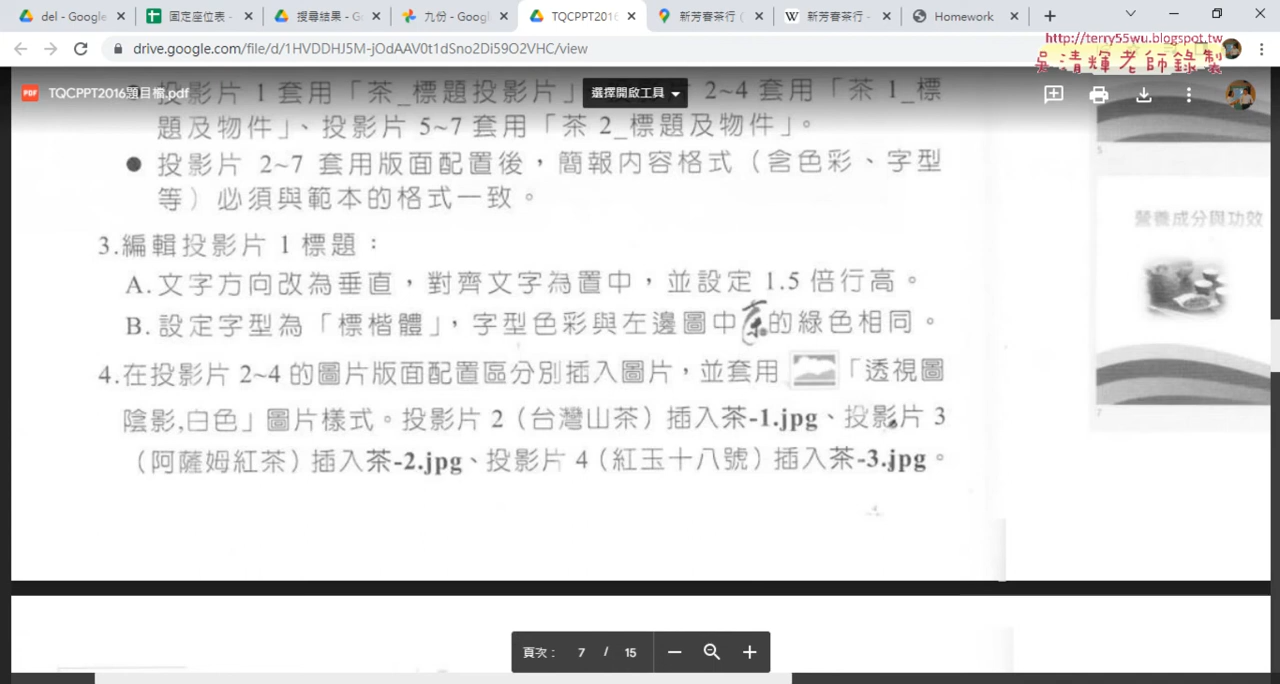 del - Google
固定座位表 -
搜尋結果 - G
九份 - Googl
TQCPPT2016
新芳春茶行 (
新芳春茶行 -
Homework
drive.google.com/file/d/1HVDDHJ5M-jOdAAV0t1dSno2Di59O2VHC/view
http://terry55wu.blogspot.tw
吳清輝老師錄製
TQCPPT2016題目檔.pdf
選擇開啟工具
投影片 1 套用「茶_標題投影片」 2~4 套用「茶 1_標
題及物件」、投影片 5~7 套用「茶 2_標題及物件」。
● 投影片 2~7 套用版面配置後，簡報內容格式（含色彩、字型
等）必須與範本的格式一致。
3.編輯投影片 1 標題：
A.文字方向改為垂直，對齊文字為置中，並設定 1.5 倍行高。
B.設定字型為「標楷體」，字型色彩與左邊圖中茶的綠色相同。
4.在投影片 2~4 的圖片版面配置區分別插入圖片，並套用 「透視圖
陰影,白色」圖片樣式。投影片 2（台灣山茶）插入茶-1.jpg、投影片 3
（阿薩姆紅茶）插入茶-2.jpg、投影片 4（紅玉十八號）插入茶-3.jpg。
5
營養成分與功效
7
頁次： 7 / 15